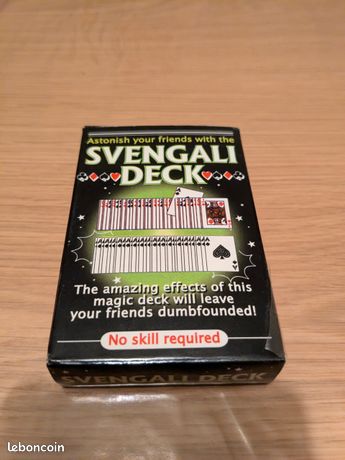 Astonish your friends with the
SVENGALI
DECK
The amazing effects of this
magic deck will leave
your friends dumbfounded!
No skill required
SVENGALI DECK
leboncoin